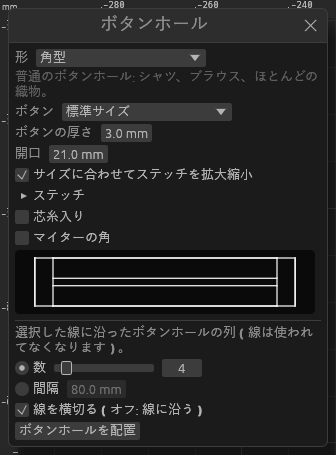 mm
-280
-260
-240
ボタンホール
形 角型
普通のボタンホール: シャツ、ブラウス、ほとんどの
織物。
ボタン 標準サイズ
ボタンの厚さ 3.0 mm
開口 21.0 mm
サイズに合わせてステッチを拡大縮小
ステッチ
芯糸入り
マイターの角
選択した線に沿ったボタンホールの列 ( 線は使われ
てなくなります ) 。
数 4
間隔 80.0 mm
線を横切る ( オフ: 線に沿う )
ボタンホールを配置